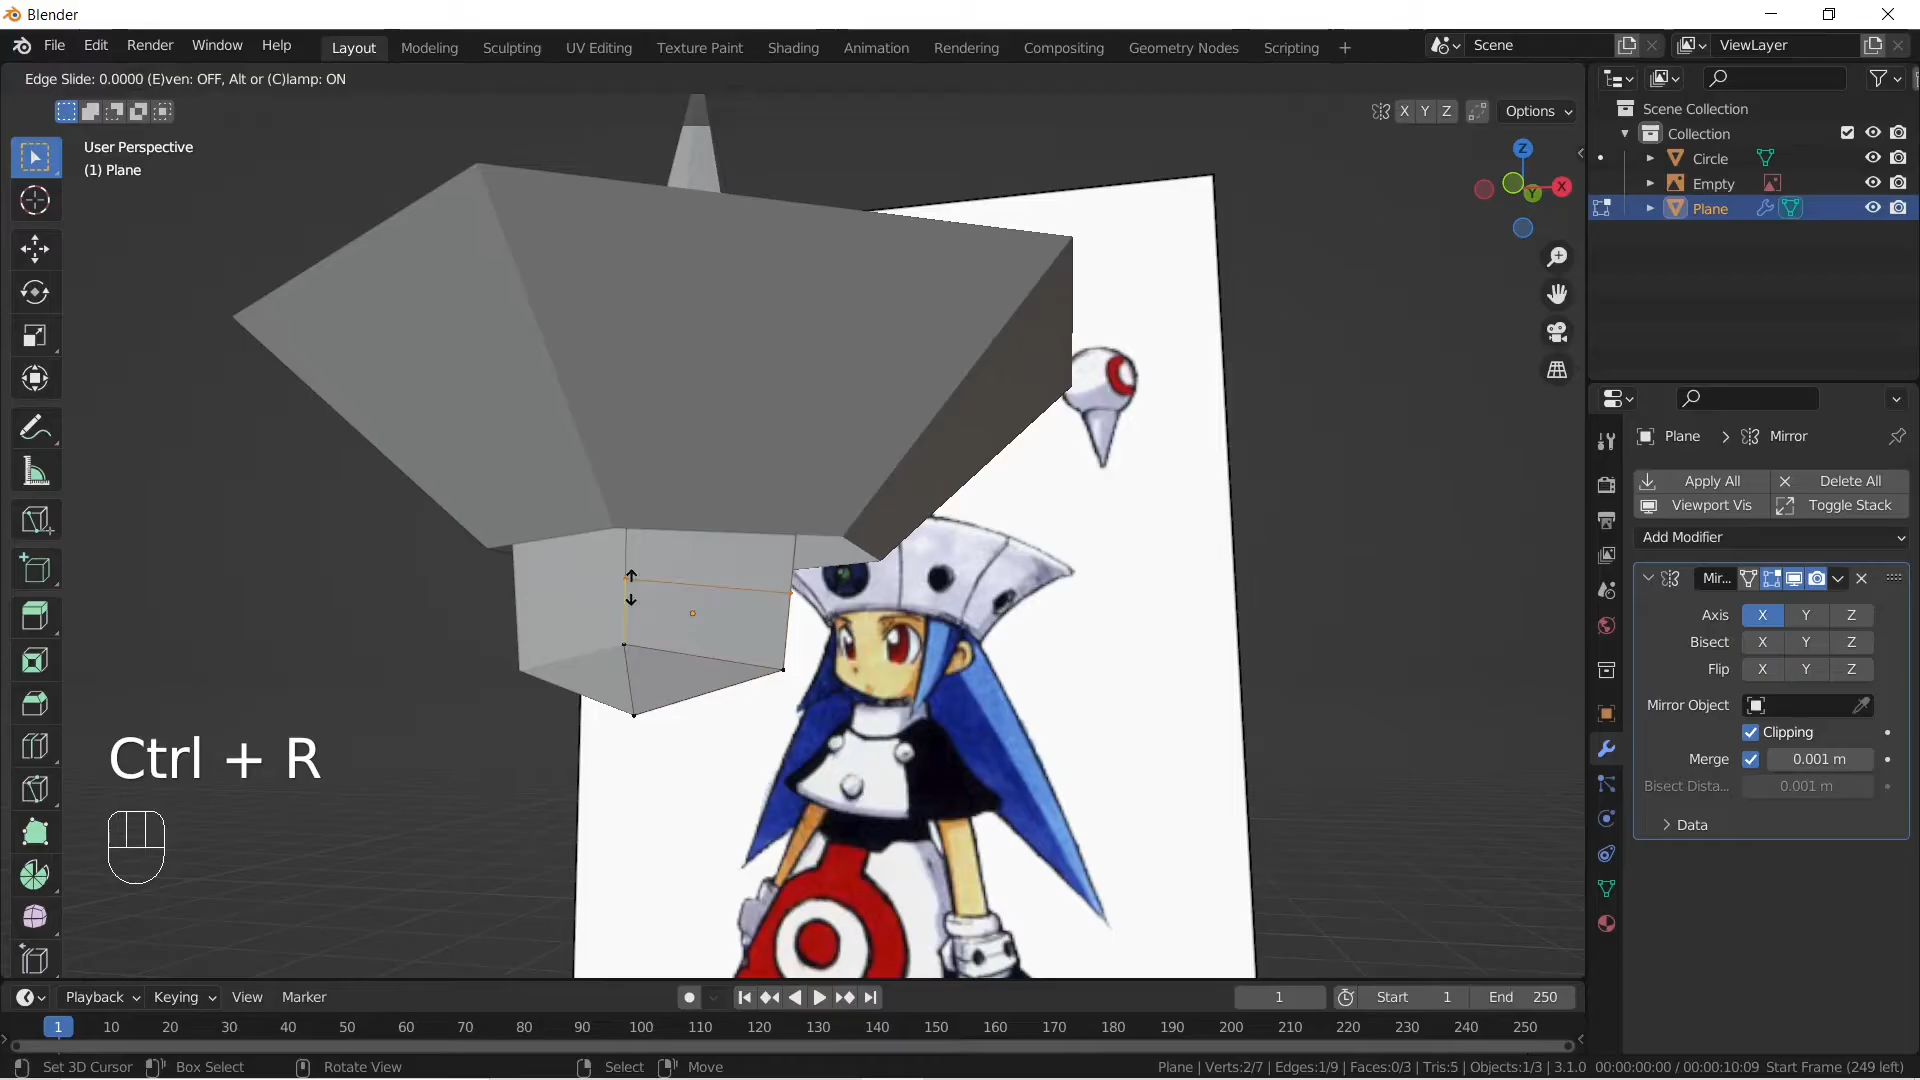 Blender
File Edit Render Window Help Layout Modeling Sculpting UV Editing Texture Paint Shading Animation Rendering Compositing Geometry Nodes Scripting + Scene ViewLayer
Edge Slide: 0.0000 (E)ven: OFF, Alt or (C)lamp: ON
X Y Z Options
User Perspective
(1) Plane
Z
Y X
Scene Collection
Collection
Circle
Empty
Plane
Plane > Mirror
Apply All Delete All
Viewport Vis Toggle Stack
Add Modifier
Mir...
Axis X Y Z
Bisect X Y Z
Flip X Y Z
Mirror Object
Clipping
Merge 0.001 m
Bisect Dista... 0.001 m
Data
Ctrl + R
Playback Keying View Marker 1 Start 1 End 250
1 10 20 30 40 50 60 70 80 90 100 110 120 130 140 150 160 170 180 190 200 210 220 230 240 250
Set 3D Cursor Box Select Rotate View Select Move Plane | Verts:2/7 | Edges:1/9 | Faces:0/3 | Tris:5 | Objects:1/3 | 3.1.0 00:00:00:00 / 00:00:10:09 Start Frame (249 left)